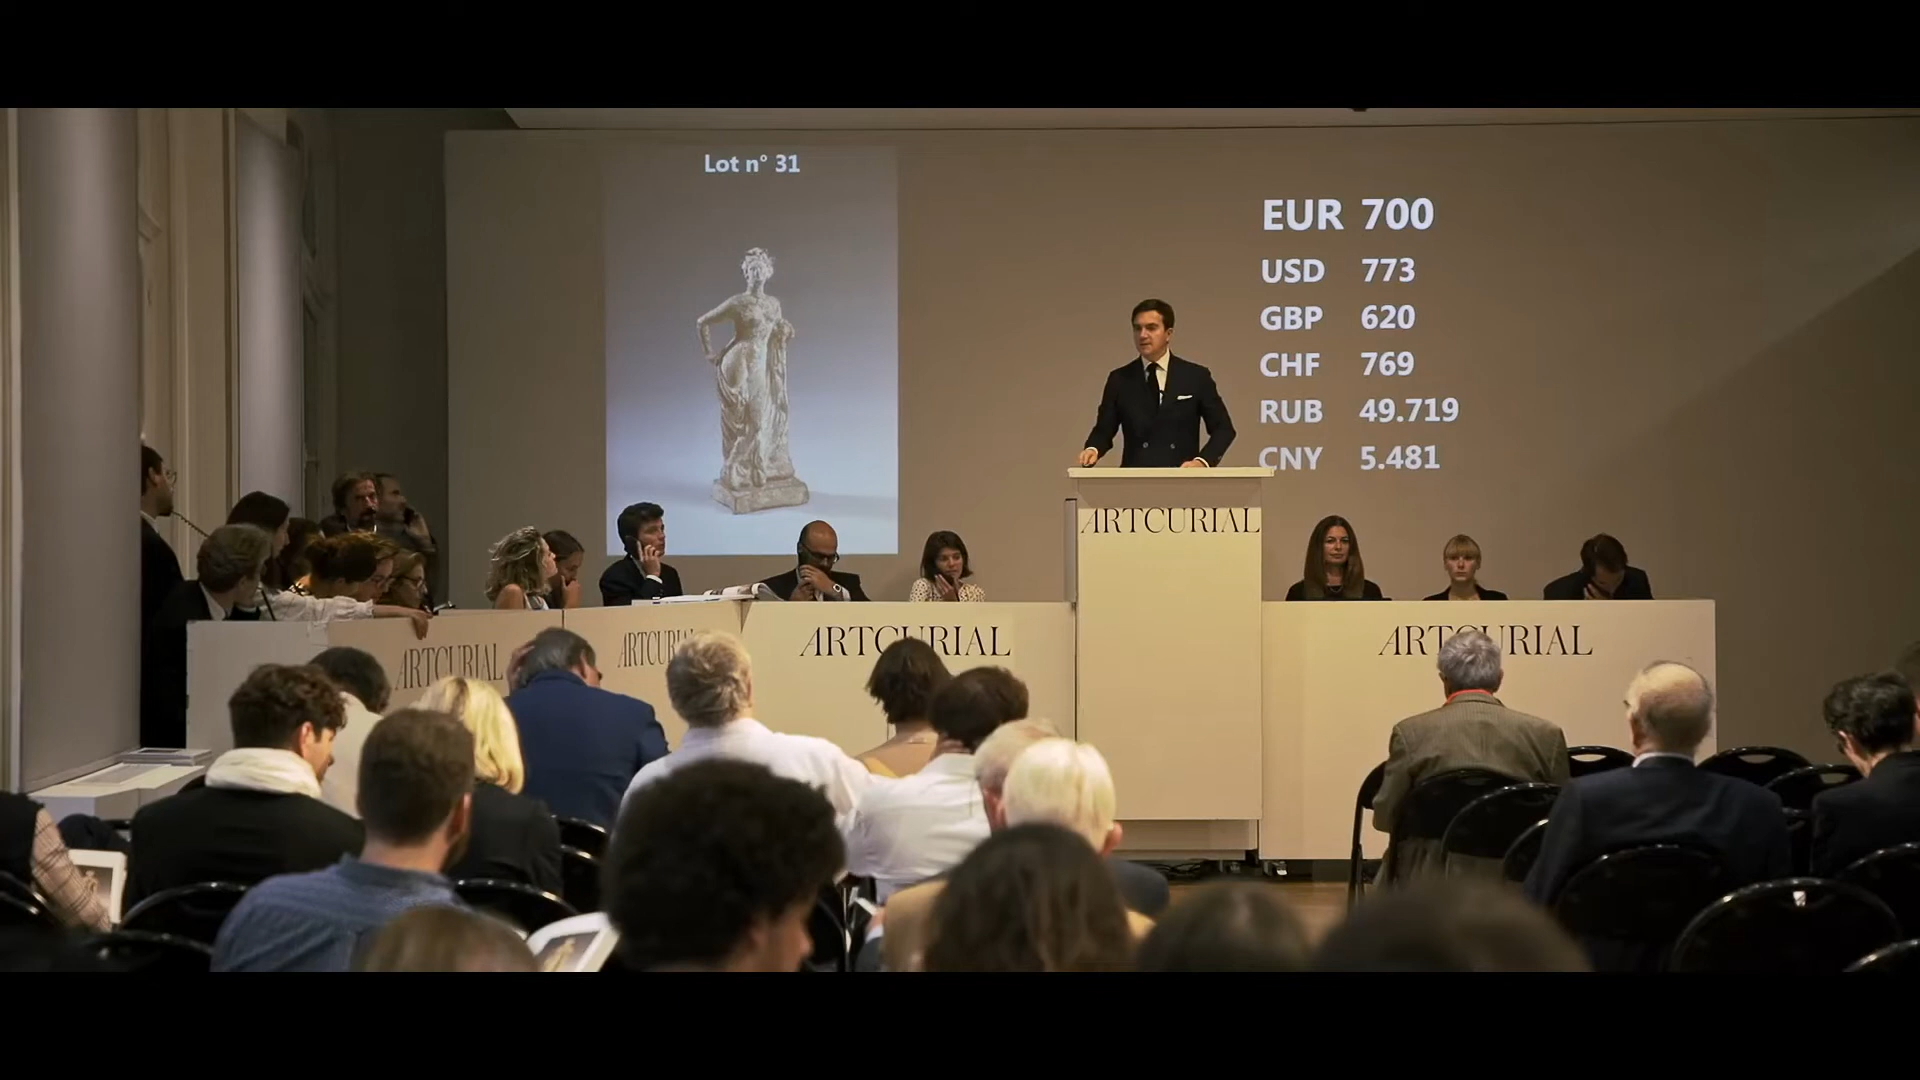 Lot n° 31
EUR 700
USD 773
GBP 620
CHF 769
RUB 49.719
CNY 5.481
ARTCURIAL
ARTCURIAL
ARTCURIAL
ARTCURIAL
ARTCURIAL